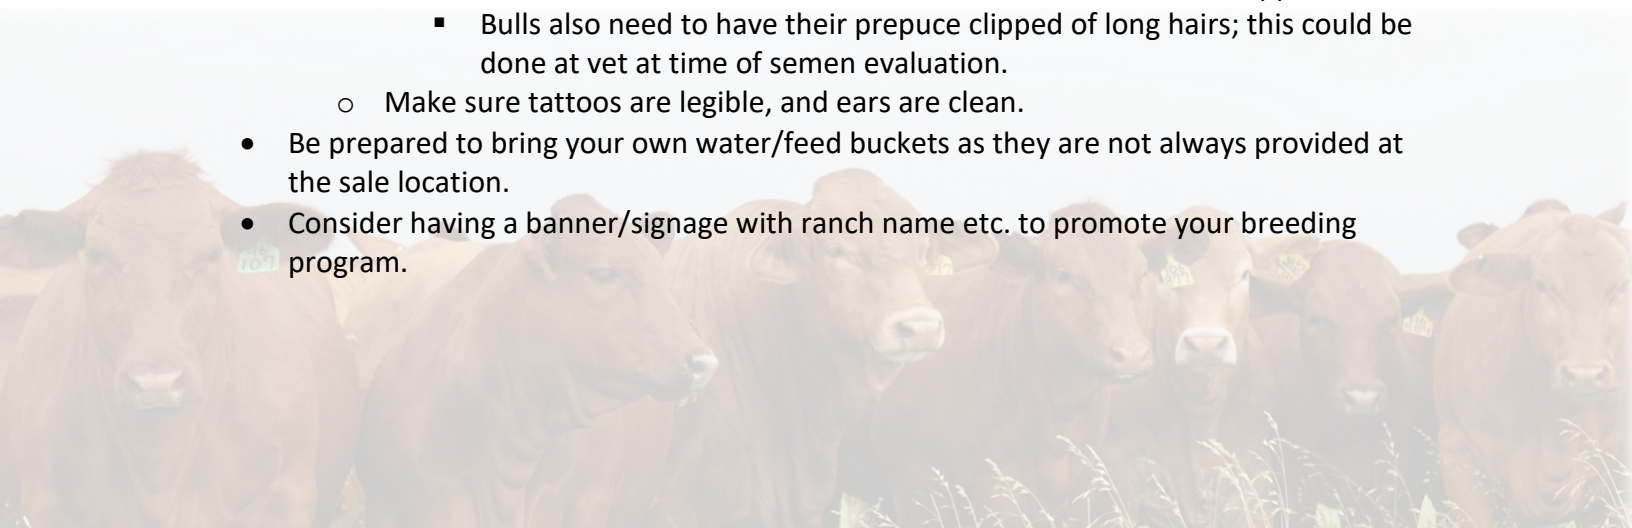 ▪ Bulls also need to have their prepuce clipped of long hairs; this could be
done at vet at time of semen evaluation.
o Make sure tattoos are legible, and ears are clean.
• Be prepared to bring your own water/feed buckets as they are not always provided at
the sale location.
• Consider having a banner/signage with ranch name etc. to promote your breeding
program.
107